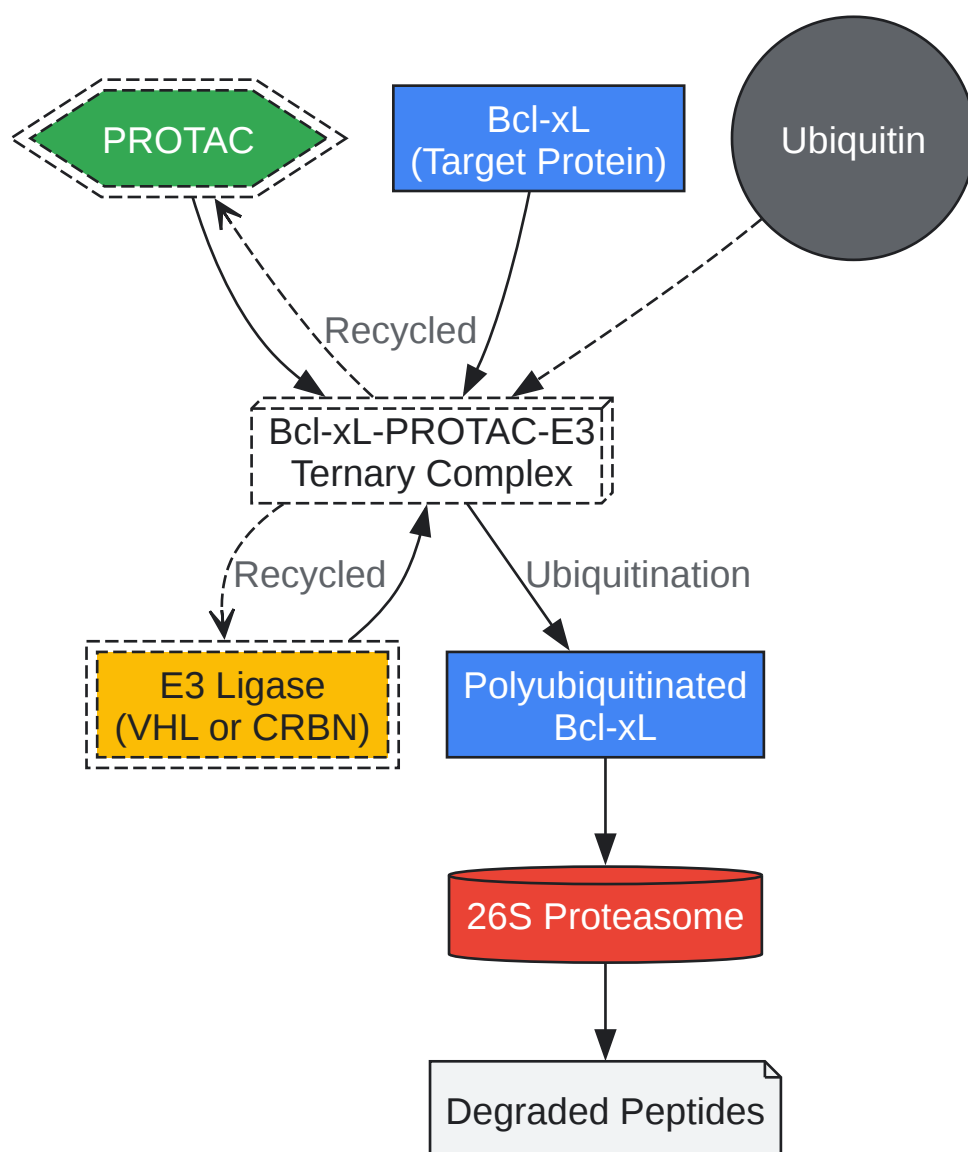 PROTAC
Bcl-xL
(Target Protein)
Ubiquitin
Recycled
Bcl-xL-PROTAC-E3
Ternary Complex
Recycled
Ubiquitination
E3 Ligase
(VHL or CRBN)
Polyubiquitinated
Bcl-xL
26S Proteasome
Degraded Peptides